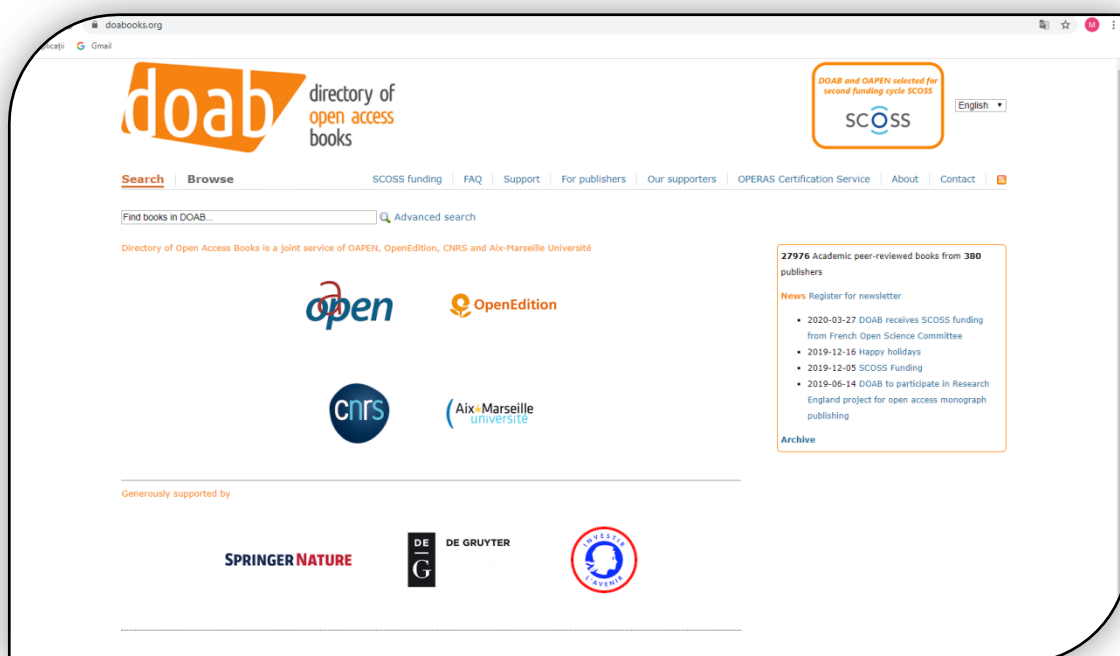 doabooks.org
M
plicații
G Gmail
doab
directory of
open access
books
DOAB and OAPEN selected for
second funding cycle SCOSS
SCOSS
English
Search
Browse
SCOSS funding
FAQ
Support
For publishers
Our supporters
OPERAS Certification Service
About
Contact
Find books in DOAB...
Advanced search
Directory of Open Access Books is a joint service of OAPEN, OpenEdition, CNRS and Aix-Marseille Université
oapen
OpenEdition
cnrs
Aix*Marseille
université
27976 Academic peer-reviewed books from 380
publishers
News Register for newsletter
2020-03-27 DOAB receives SCOSS funding
from French Open Science Committee
2019-12-16 Happy holidays
2019-12-05 SCOSS Funding
2019-06-14 DOAB to participate in Research
England project for open access monograph
publishing
Archive
Generously supported by
SPRINGER NATURE
DE
G
DE GRUYTER
INVESTIR
L'AVENIR